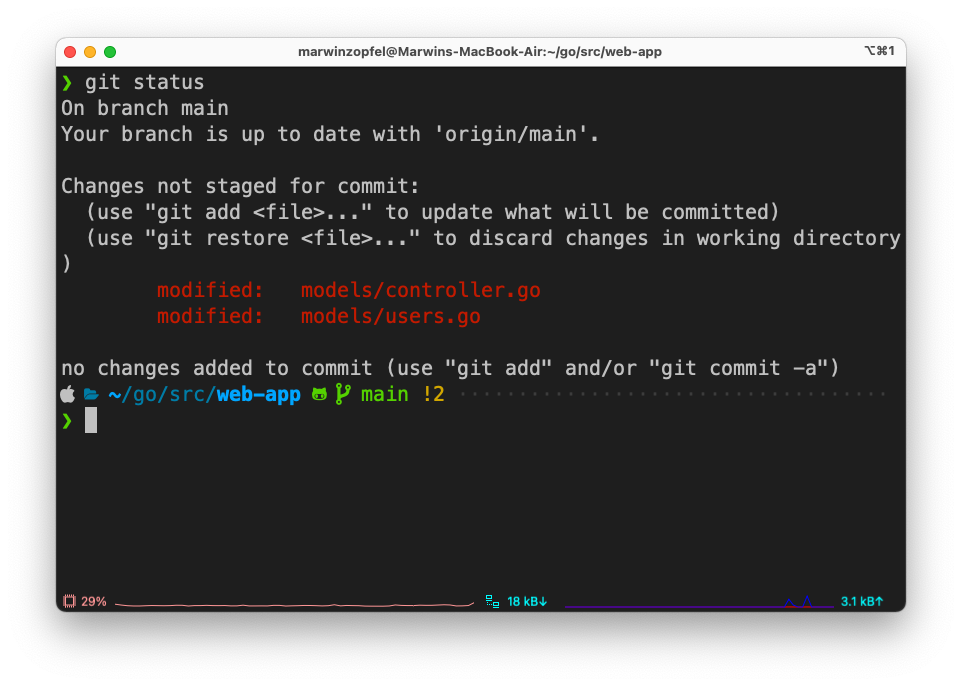 marwinzopfel@Marwins-MacBook-Air:~/go/src/web-app ⌥⌘1
❯ git status
On branch main
Your branch is up to date with 'origin/main'.
Changes not staged for commit:
(use "git add <file>..." to update what will be committed)
(use "git restore <file>..." to discard changes in working directory
)
modified:   models/controller.go
modified:   models/users.go
no changes added to commit (use "git add" and/or "git commit -a")
~/go/src/web-app main !2
❯
29% 18 kB↓ 3.1 kB↑